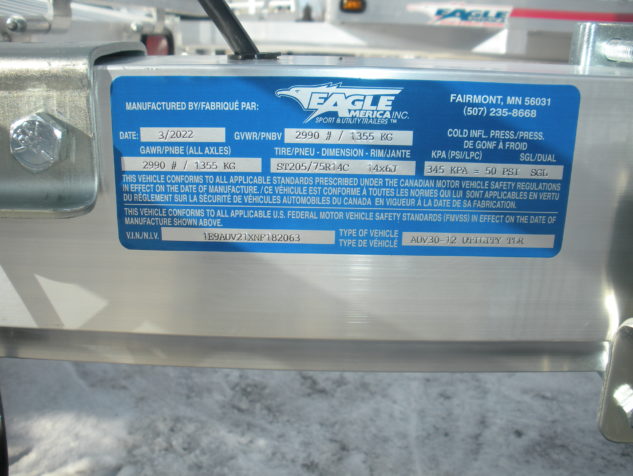 EAGLE
MANUFACTURED BY/FABRIQUÉ PAR:
EAGLE
AMERICA INC.
SPORT & UTILITY TRAILERS™
FAIRMONT, MN 56031
(507) 235-8668
DATE: 3/2022 GVWR/PNBV 2990 # / 1355 KG
COLD INFL. PRESS/PRESS.
DE GONF À FROID
GAWR/PNBE (ALL AXLES) TIRE/PNEU - DIMENSION - RIM/JANTE KPA (PSI/LPC) SGL/DUAL
2990 # / 1355 KG ST205/75R14C 14x6J 345 KPA = 50 PSI SGL
THIS VEHICLE CONFORMS TO ALL APPLICABLE STANDARDS PRESCRIBED UNDER THE CANADIAN MOTOR VEHICLE SAFETY REGULATIONS
IN EFFECT ON THE DATE OF MANUFACTURE. / CE VÉHICULE EST CONFORME À TOUTES LES NORMES QUI LUI SONT APPLICABLES EN VERTU
DU RÈGLEMENT SUR LA SÉCURITÉ DE VÉHICULES AUTOMOBILES DU CANADA EN VIGUEUR À LA DATE DE SA FABRICATION.
THIS VEHICLE CONFORMS TO ALL APPLICABLE U.S. FEDERAL MOTOR VEHICLE SAFETY STANDARDS (FMVSS) IN EFFECT ON THE DATE OF
MANUFACTURE SHOWN ABOVE.
V.I.N./N.I.V. 1E9AOV21XNP182063 TYPE OF VEHICLE
TYPE DE VÉHICLE AOV30-12 UTILITY TLR